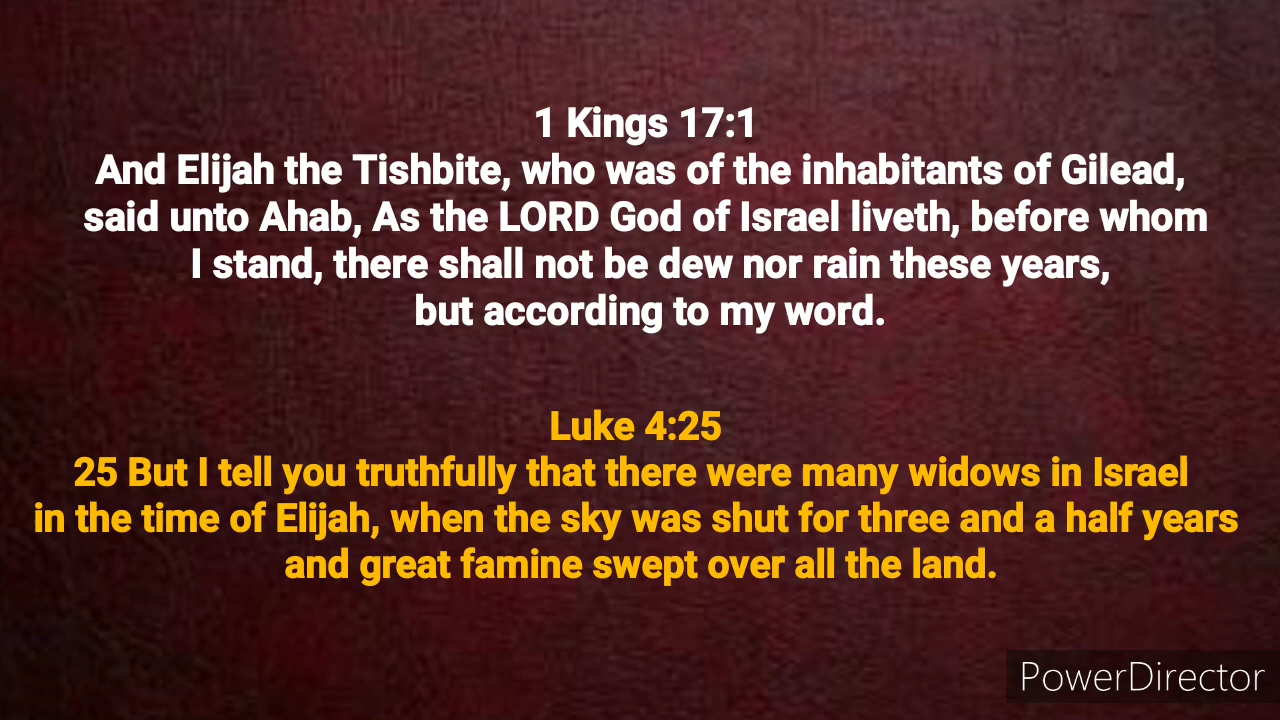 1 Kings 17:1
And Elijah the Tishbite, who was of the inhabitants of Gilead,
said unto Ahab, As the LORD God of Israel liveth, before whom
I stand, there shall not be dew nor rain these years,
but according to my word.
Luke 4:25
25 But I tell you truthfully that there were many widows in Israel
in the time of Elijah, when the sky was shut for three and a half years
and great famine swept over all the land.
PowerDirector